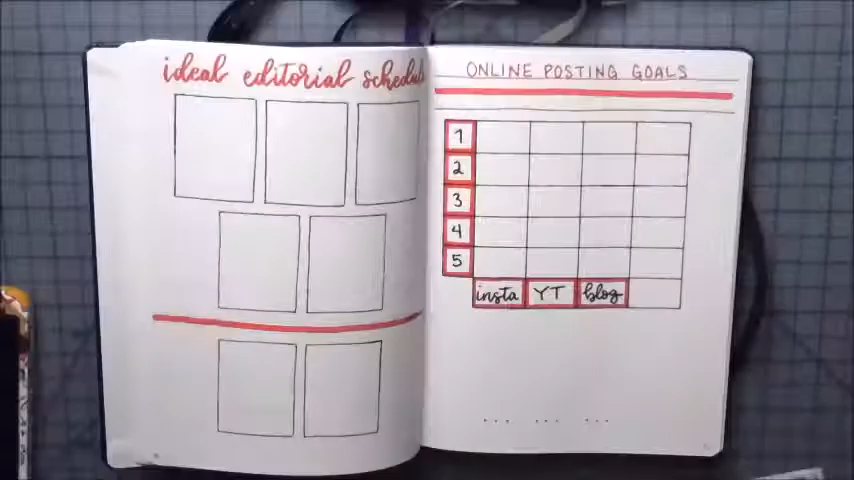 ideal editorial schedule
ONLINE POSTING GOALS
1
2
3
4
5
insta YT blog